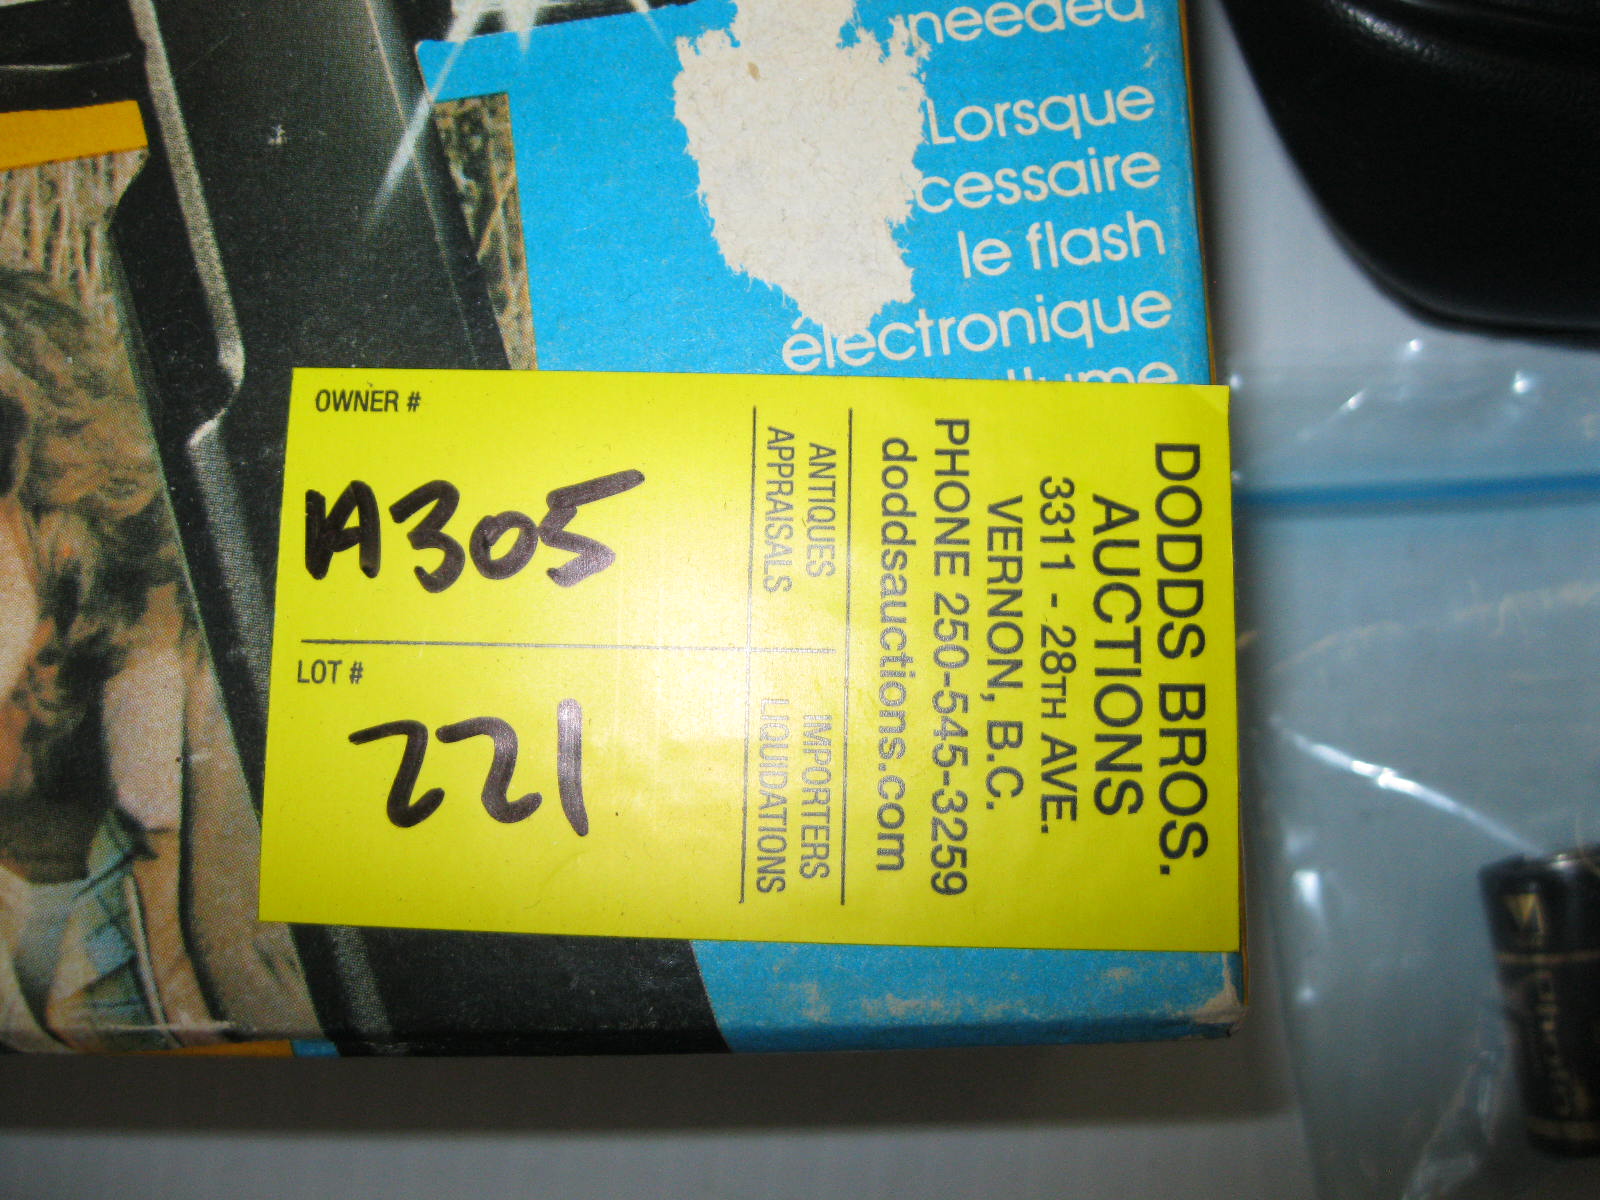 needed
Lorsque
cessaire
le flash
électronique
OWNER #
A305
LOT #
221
ANTIQUES
APPRAISALS
IMPORTERS
LIQUIDATIONS
DODDS BROS.
AUCTIONS
3311 - 28TH AVE.
VERNON, B.C.
PHONE 250-545-3259
doddsauctions.com